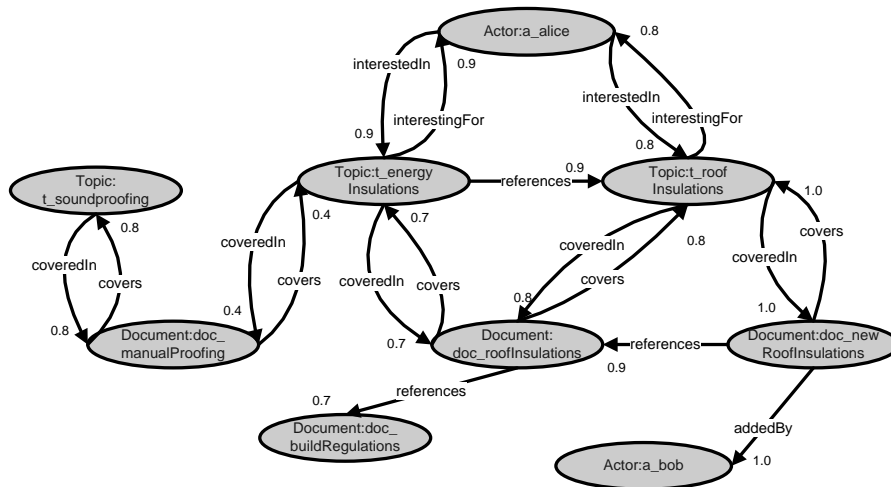 Actor:a_alice
0.8
0.9
interestedIn
interestedIn
interestingFor
interestingFor
0.9
0.8
Topic:
t_soundproofing
Topic:t_energy
Insulations
references
0.9
Topic:t_roof
Insulations
0.8
0.4
0.7
0.8
1.0
coveredIn
covers
coveredIn
covers
coveredIn
covers
coveredIn
covers
coveredIn
covers
0.8
0.4
0.7
0.8
1.0
Document:doc_
manualProofing
Document:
doc_roofInsulations
references
0.9
Document:doc_new
RoofInsulations
references
0.7
Document:doc_
buildRegulations
addedBy
1.0
Actor:a_bob